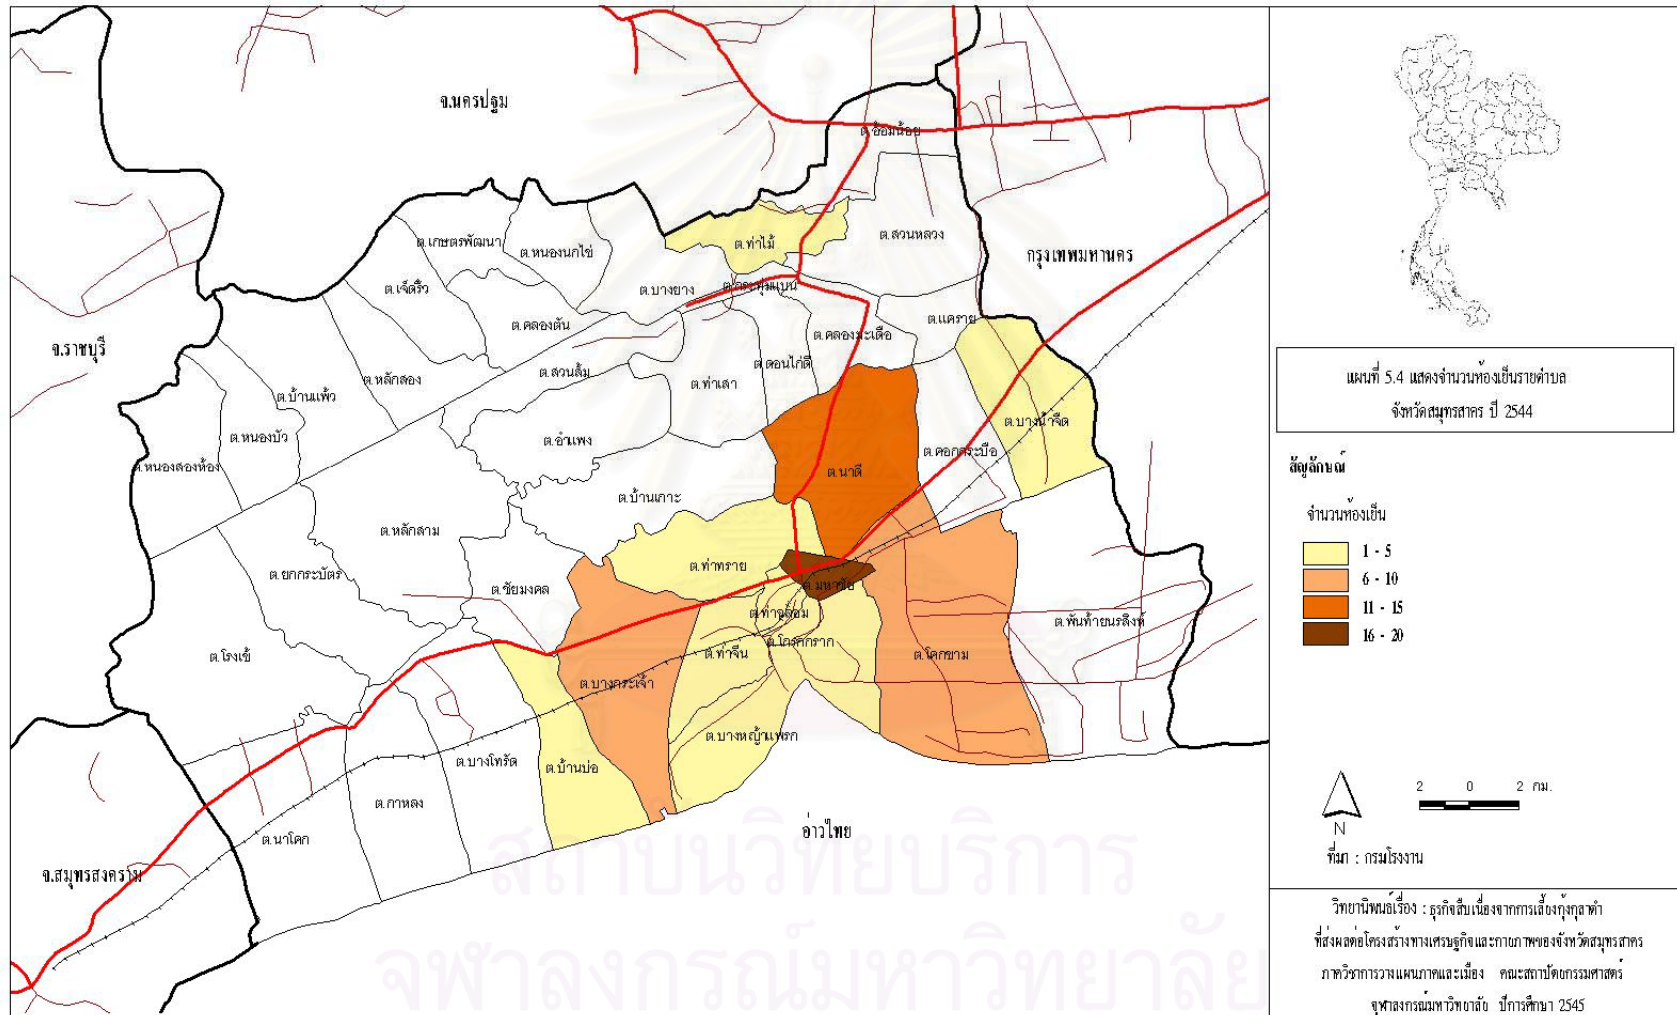 จ.นครปฐม
ต.อ้อมน้อย
ต.เกษตรพัฒนา
ต.หนองนกไข่
ต.ท่าไม้
ต.สวนหลวง
กรุงเทพมหานคร
ต.เจ็ดริ้ว
ต.บางยาง
ต.กระทุ่มแบน
ต.คลองตัน
ต.คลองมะเดือ
ต.แคราย
จ.ราชบุรี
ต.บ้านแพ้ว
ต.หลักสอง
ต.สวนส้ม
ต.ท่าเสา
ต.ดอนไก่ดี
ต.หนองบัว
ต.หนองสองห้อง
ต.อำแพง
ต.บางน้ำจืด
ต.คอกกระบือ
ต.นาดี
ต.บ้านเกาะ
ต.หลักสาม
ต.ยกกระบัตร
ต.ชัยมงคล
ต.ท่าทราย
ต.มหาชัย
ต.ท่าฉลอม
ต.โกรกกราก
ต.พันท้ายนรสิงห์
ต.โรงเข้
ต.บางกระเจ้า
ต.ท่าจีน
ต.โคกขาม
ต.บางหญ้าแพรก
ต.บางโทรัด
ต.บ้านบ่อ
ต.กาหลง
ต.นาโคก
อ่าวไทย
จ.สมุทรสงคราม
สถาบันวิทยบริการ
จุฬาลงกรณ์มหาวิทยาลัย
แผนที่ 5.4 แสดงจำนวนห้องเย็นรายตำบล
จังหวัดสมุทรสาคร ปี 2544
สัญลักษณ์
จำนวนห้องเย็น
1 - 5
6 - 10
11 - 15
16 - 20
2 0 2 กม.
N
ที่มา : กรมโรงงาน
วิทยานิพนธ์เรื่อง : ธุรกิจสืบเนื่องจากการเลี้ยงกุ้งกุลาดำ
ที่ส่งผลต่อโครงสร้างทางเศรษฐกิจและกายภาพของจังหวัดสมุทรสาคร
ภาควิชาการวางแผนภาคและเมือง คณะสถาปัตยกรรมศาสตร์
จุฬาลงกรณ์มหาวิทยาลัย ปีการศึกษา 2545